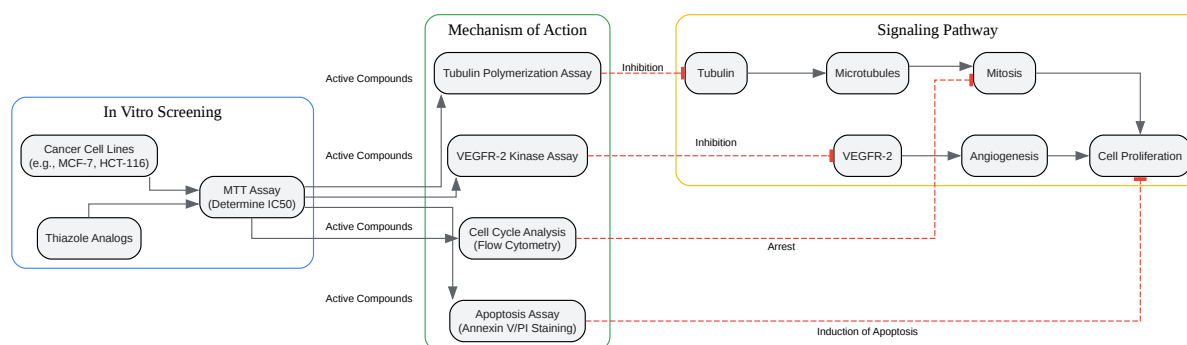 In Vitro Screening
Cancer Cell Lines
(e.g., MCF-7, HCT-116)
Thiazole Analogs
MTT Assay
(Determine IC50)
Active Compounds
Active Compounds
Active Compounds
Active Compounds
Mechanism of Action
Tubulin Polymerization Assay
VEGFR-2 Kinase Assay
Cell Cycle Analysis
(Flow Cytometry)
Apoptosis Assay
(Annexin V/PI Staining)
Inhibition
Inhibition
Arrest
Induction of Apoptosis
Signaling Pathway
Tubulin
Microtubules
Mitosis
VEGFR-2
Angiogenesis
Cell Proliferation